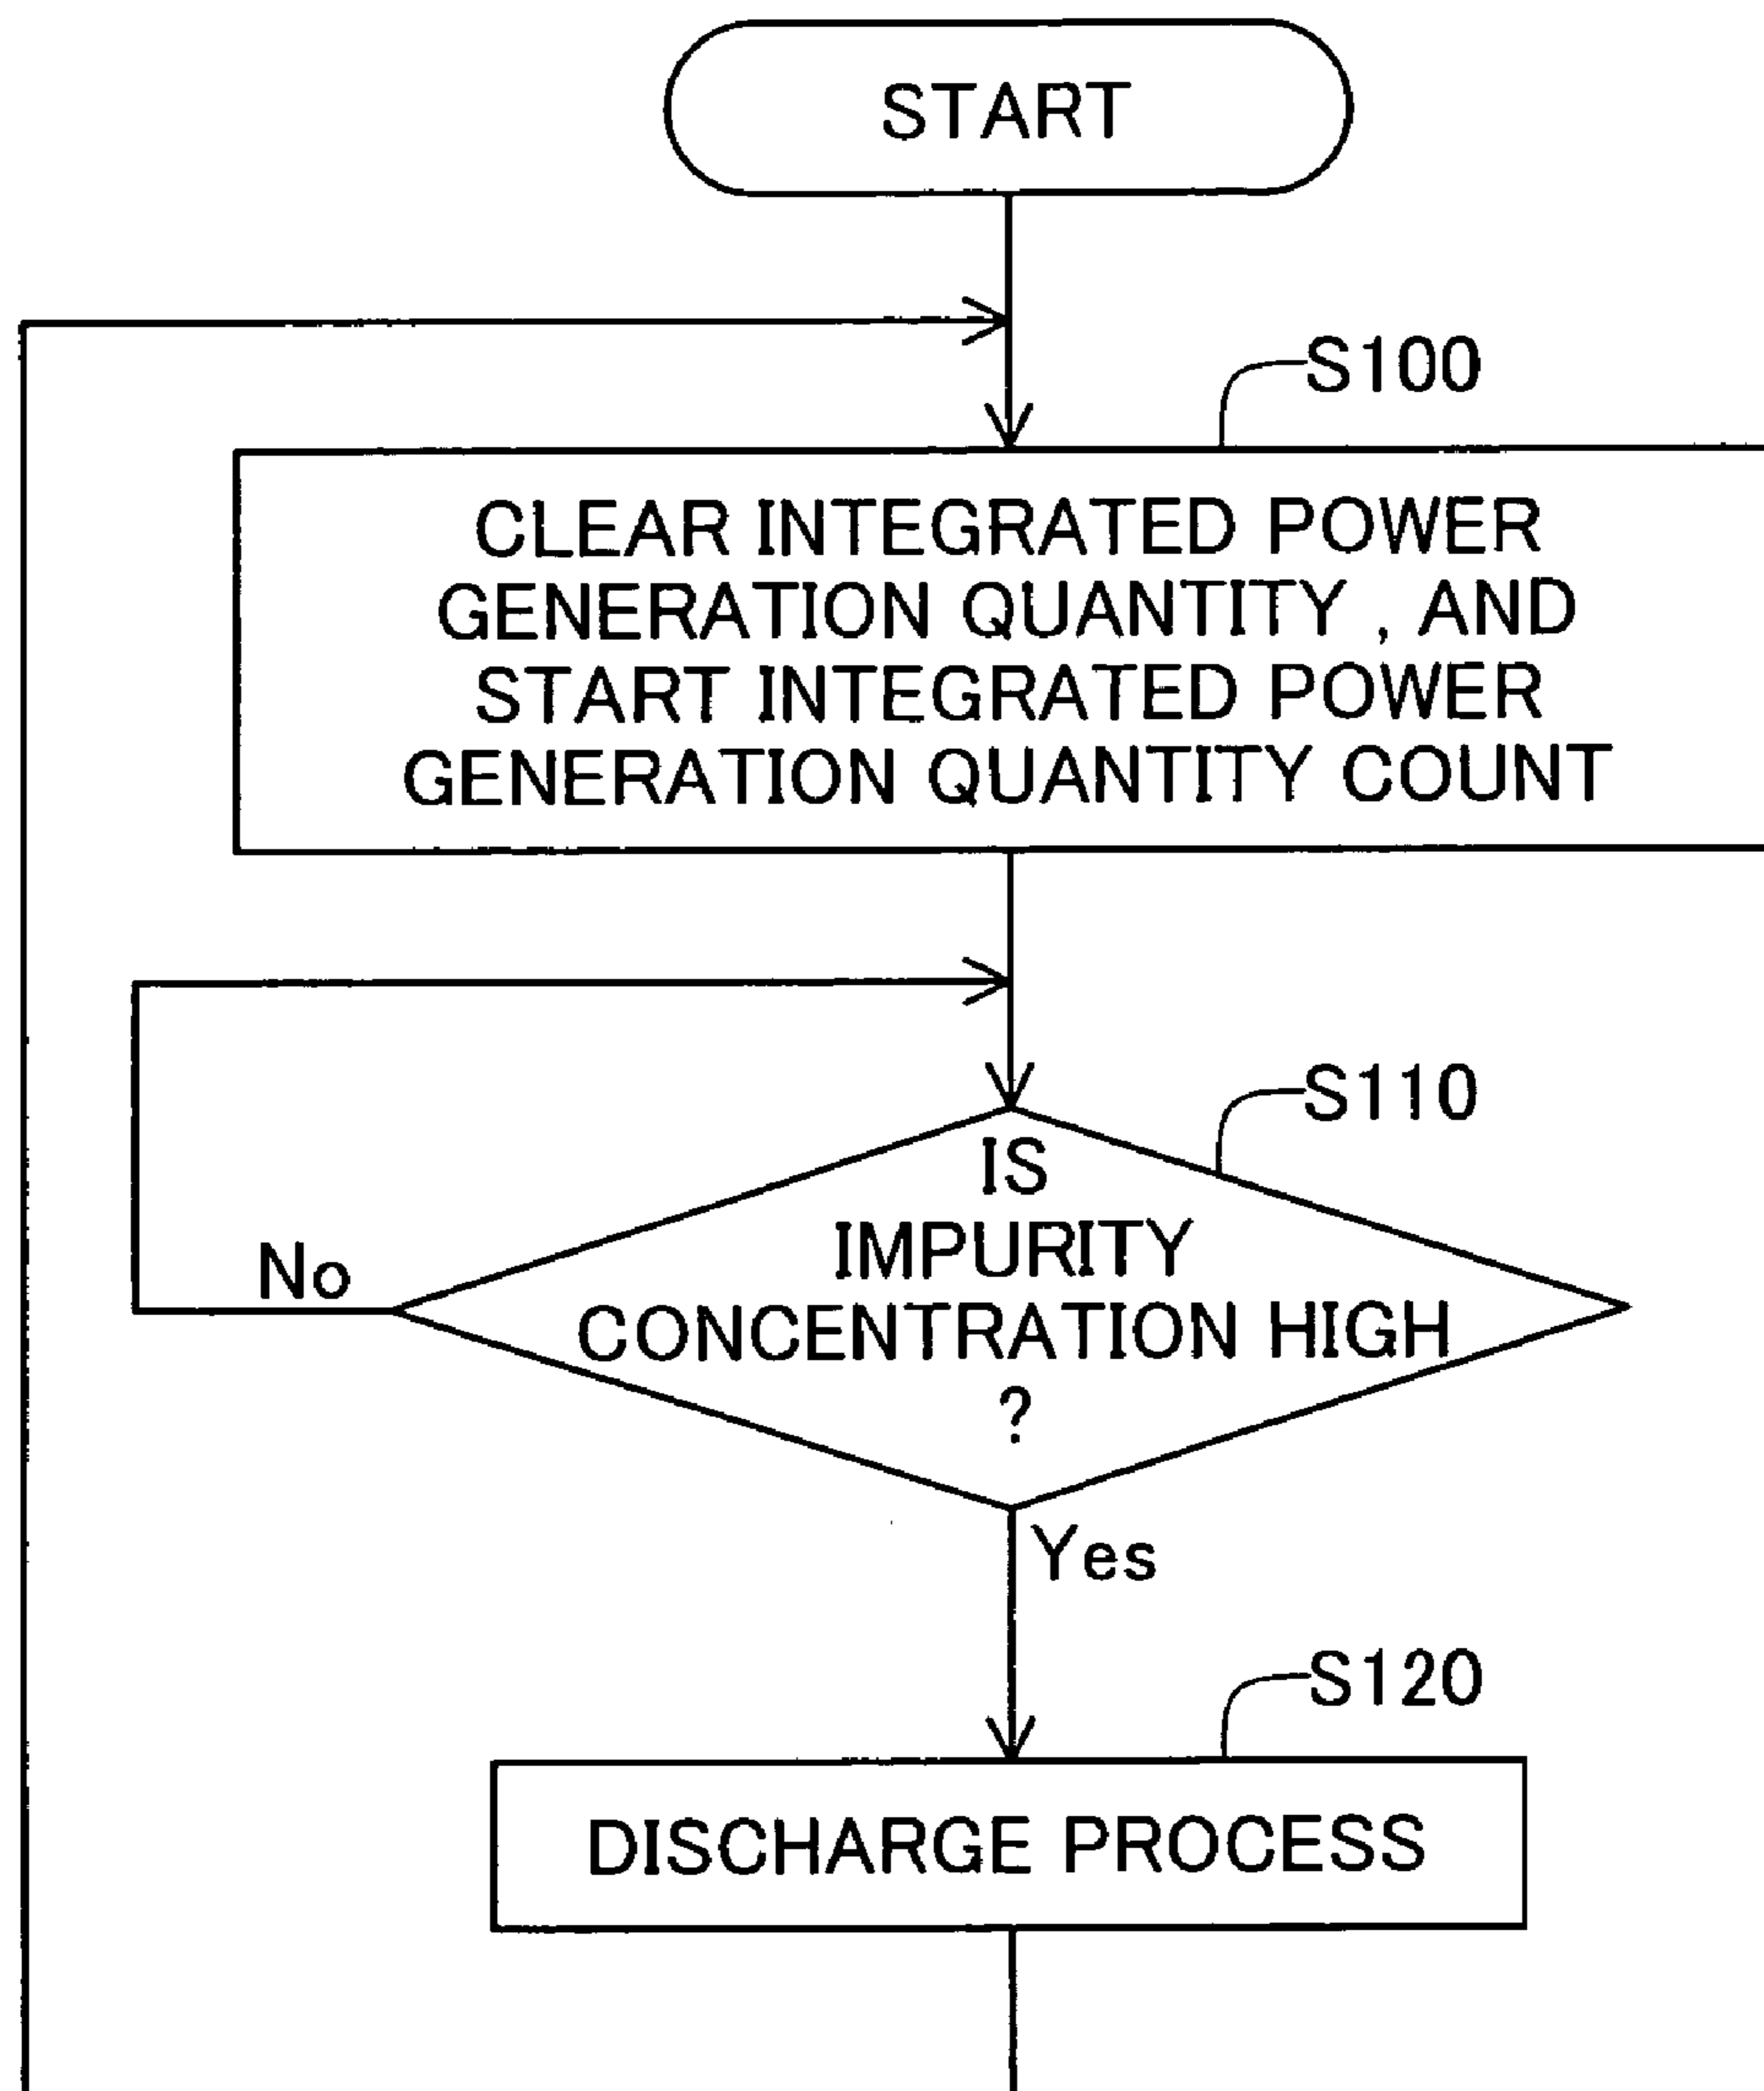 START
S100
CLEAR INTEGRATED POWER
GENERATION QUANTITY , AND
START INTEGRATED POWER
GENERATION QUANTITY COUNT
S110
IS
IMPURITY
CONCENTRATION HIGH
?
No
Yes
S120
DISCHARGE PROCESS